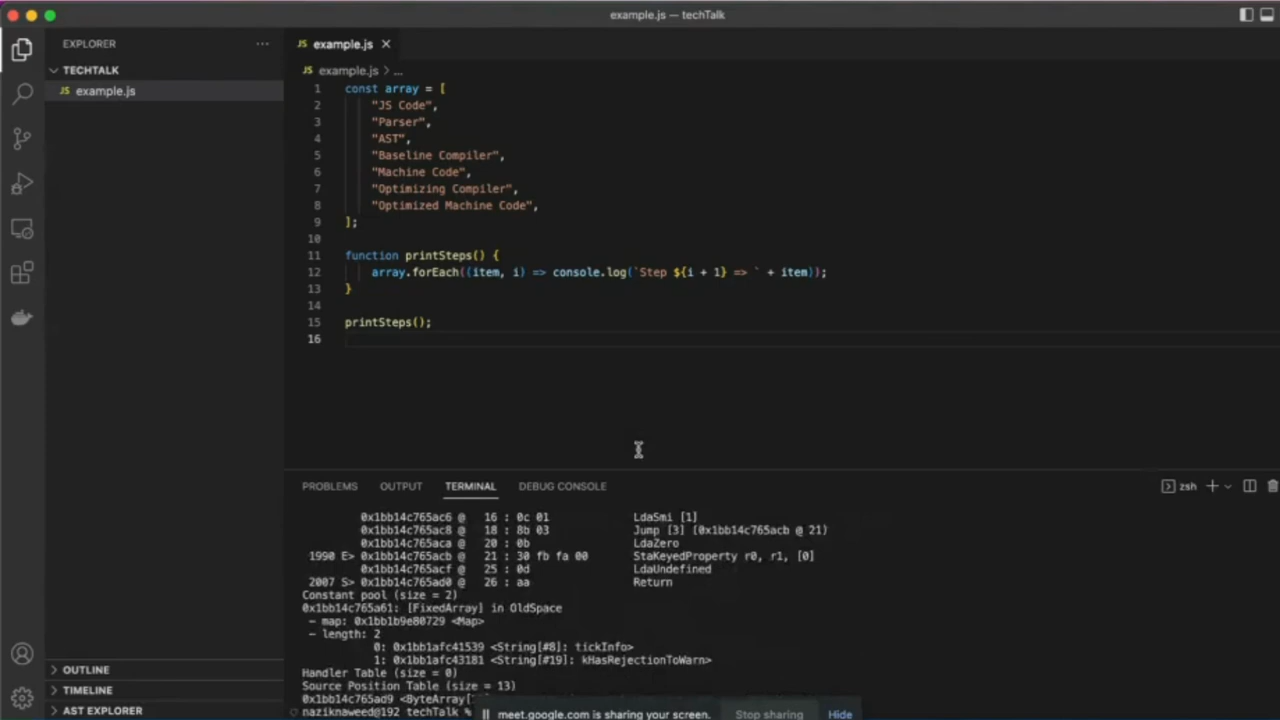 example.js — techTalk
EXPLORER
TECHTALK
JS example.js
OUTLINE
TIMELINE
AST EXPLORER
JS example.js
JS example.js > ...
1 const array = [
2 "JS Code",
3 "Parser",
4 "AST",
5 "Baseline Compiler",
6 "Machine Code",
7 "Optimizing Compiler",
8 "Optimized Machine Code",
9 ];
10
11 function printSteps() {
12 array.forEach((item, i) => console.log(`Step ${i + 1} => ` + item));
13 }
14
15 printSteps();
16
PROBLEMS OUTPUT TERMINAL DEBUG CONSOLE zsh
0x1bb14c765ac6 @ 16 : 0c 01 LdaSmi [1]
0x1bb14c765ac8 @ 18 : 8b 03 Jump [3] (0x1bb14c765acb @ 21)
0x1bb14c765aca @ 20 : 0b LdaZero
1990 E> 0x1bb14c765acb @ 21 : 30 fb fa 00 StaKeyedProperty r0, r1, [0]
0x1bb14c765acf @ 25 : 0d LdaUndefined
2007 S> 0x1bb14c765ad0 @ 26 : aa Return
Constant pool (size = 2)
0x1bb14c765a61: [FixedArray] in OldSpace
- map: 0x1bb1b9e80729 <Map>
- length: 2
0: 0x1bb1afc41539 <String[#8]: tickInfo>
1: 0x1bb1afc43181 <String[#19]: kHasRejectionToWarn>
Handler Table (size = 0)
Source Position Table (size = 13)
0x1bb14c765ad9 <ByteArray[
naziknaweed@192 techTalk %
meet.google.com is sharing your screen. Stop sharing Hide